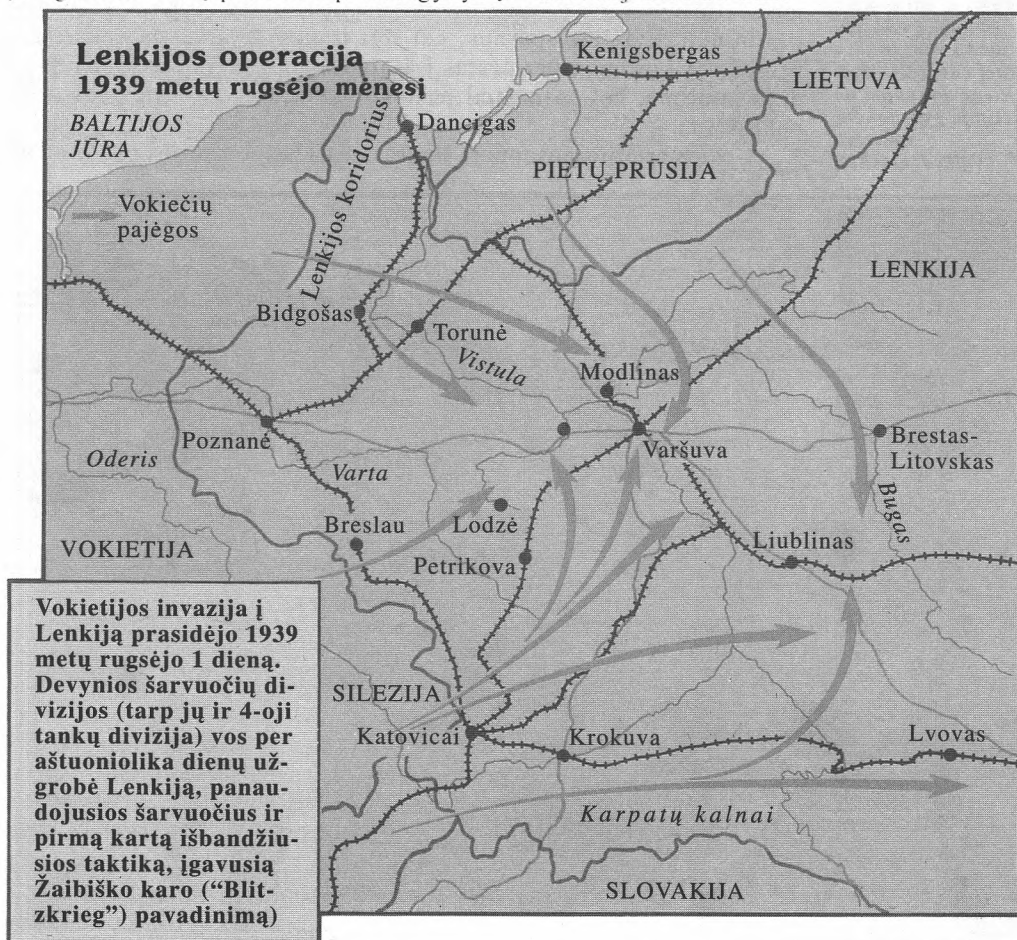 Lenkijos operacija
1939 metų rugsėjo mėnesį
BALTIJOS
JŪRA
Vokiečių
pajėgos
Lenkijos koridorius
Kenigsbergas
LIETUVA
Dancigas
PIETŲ PRŪSIJA
LENKIJA
Bidgošas
Torunė
Vistula
Modlinas
Poznanė
Varšuva
Brestas-
Litovskas
Oderis
Varta
Bugas
Breslau
Lodzė
Liublinas
VOKIETIJA
Petrikova
SILEZIJA
Katovicai
Krokuva
Lvovas
Karpatų kalnai
SLOVAKIJA
Vokietijos invazija į
Lenkiją prasidėjo 1939
metų rugsėjo 1 dieną.
Devynios šarvuočių di-
vizijos (tarp jų ir 4-oji
tankų divizija) vos per
aštuoniolika dienų už-
grobė Lenkiją, panau-
dojusios šarvuočius ir
pirmą kartą išbandžiu-
sios taktiką, įgavusią
Žaibiško karo (“Blit-
zkrieg”) pavadinimą)